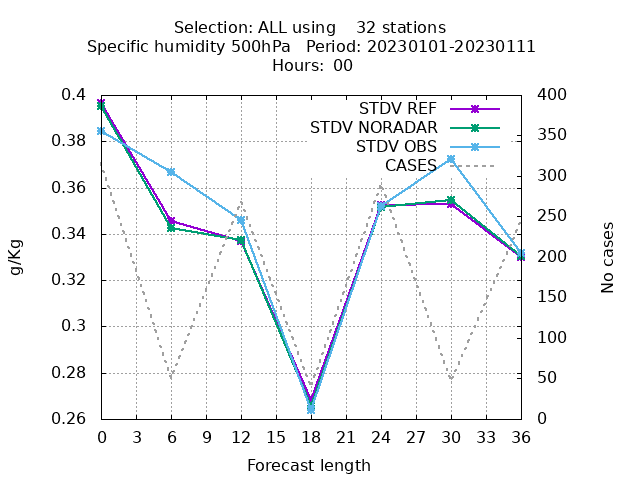 Selection: ALL using    32 stations
Specific humidity 500hPa   Period: 20230101-20230111
Hours:  00
STDV REF
STDV NORADAR
STDV OBS
CASES
0.4
0.38
0.36
0.34
0.32
0.3
0.28
0.26
g/Kg
400
350
300
250
200
150
100
50
0
No cases
0 3 6 9 12 15 18 21 24 27 30 33 36
Forecast length